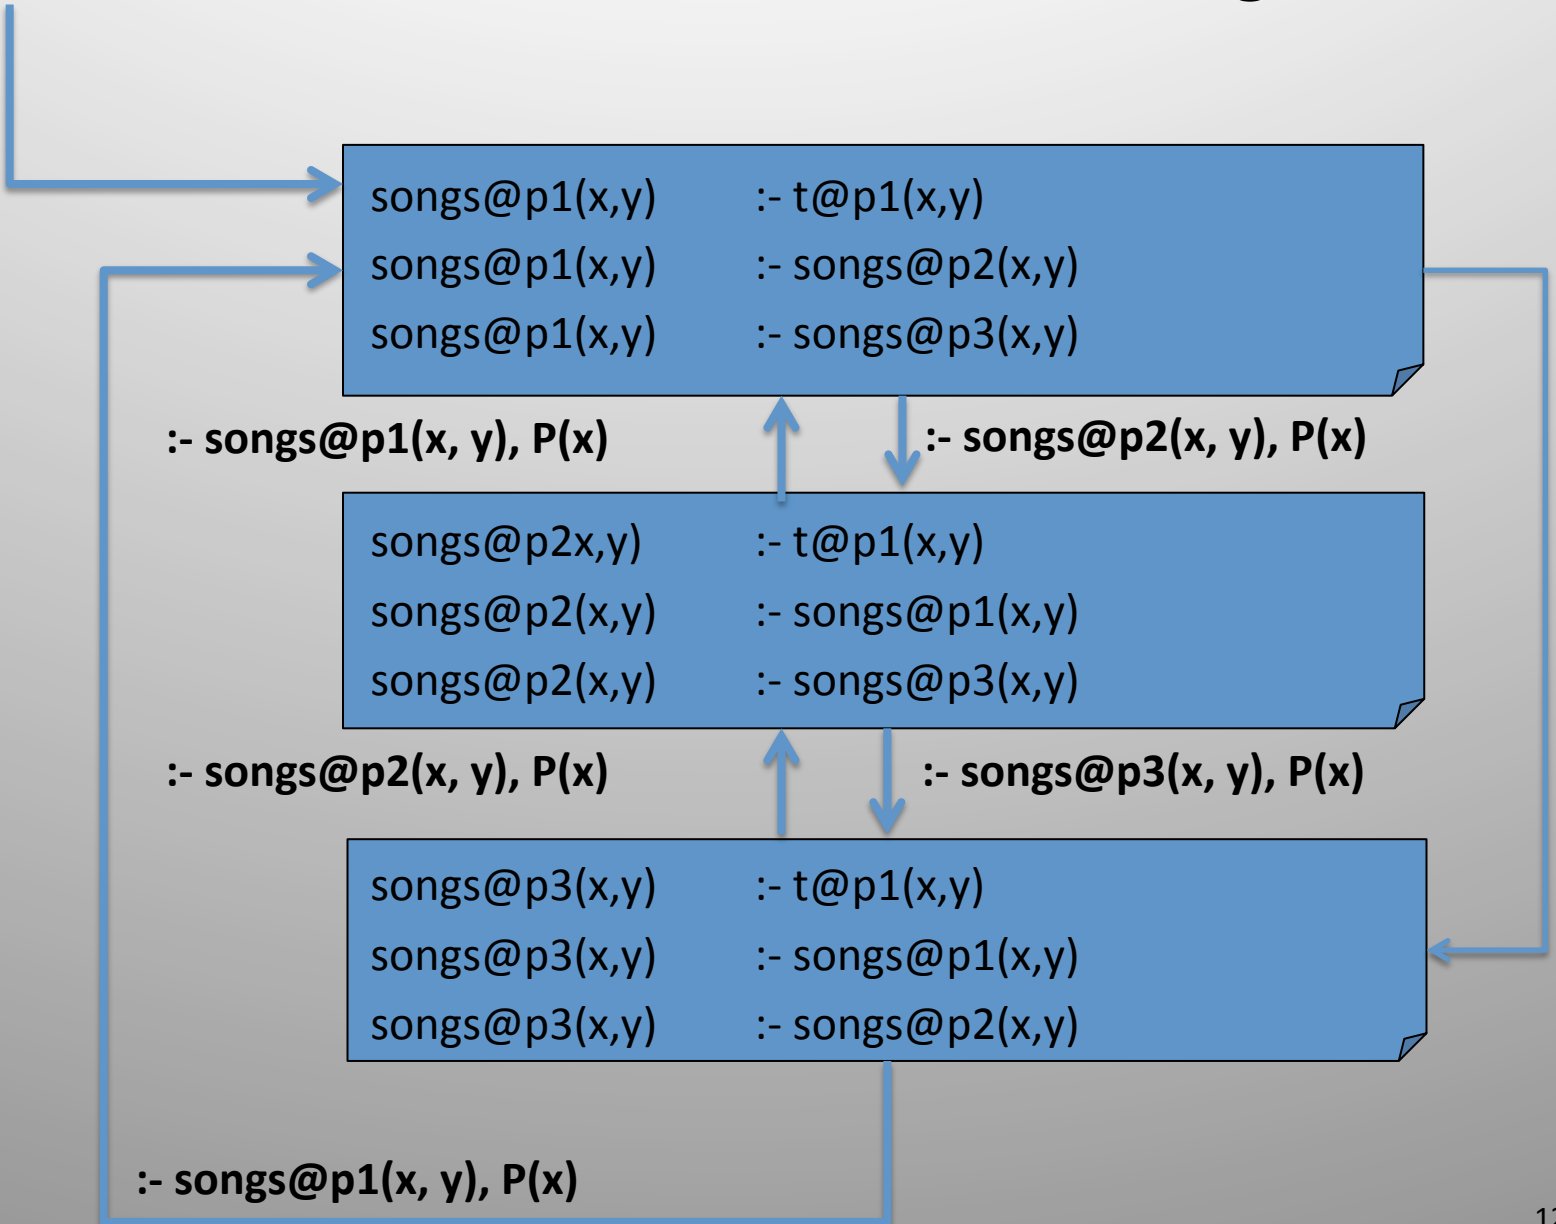 songs@p1(x,y) :- t@p1(x,y)
songs@p1(x,y) :- songs@p2(x,y)
songs@p1(x,y) :- songs@p3(x,y)
:- songs@p1(x, y), P(x) :- songs@p2(x, y), P(x)
songs@p2x,y) :- t@p1(x,y)
songs@p2(x,y) :- songs@p1(x,y)
songs@p2(x,y) :- songs@p3(x,y)
:- songs@p2(x, y), P(x) :- songs@p3(x, y), P(x)
songs@p3(x,y) :- t@p1(x,y)
songs@p3(x,y) :- songs@p1(x,y)
songs@p3(x,y) :- songs@p2(x,y)
:- songs@p1(x, y), P(x)